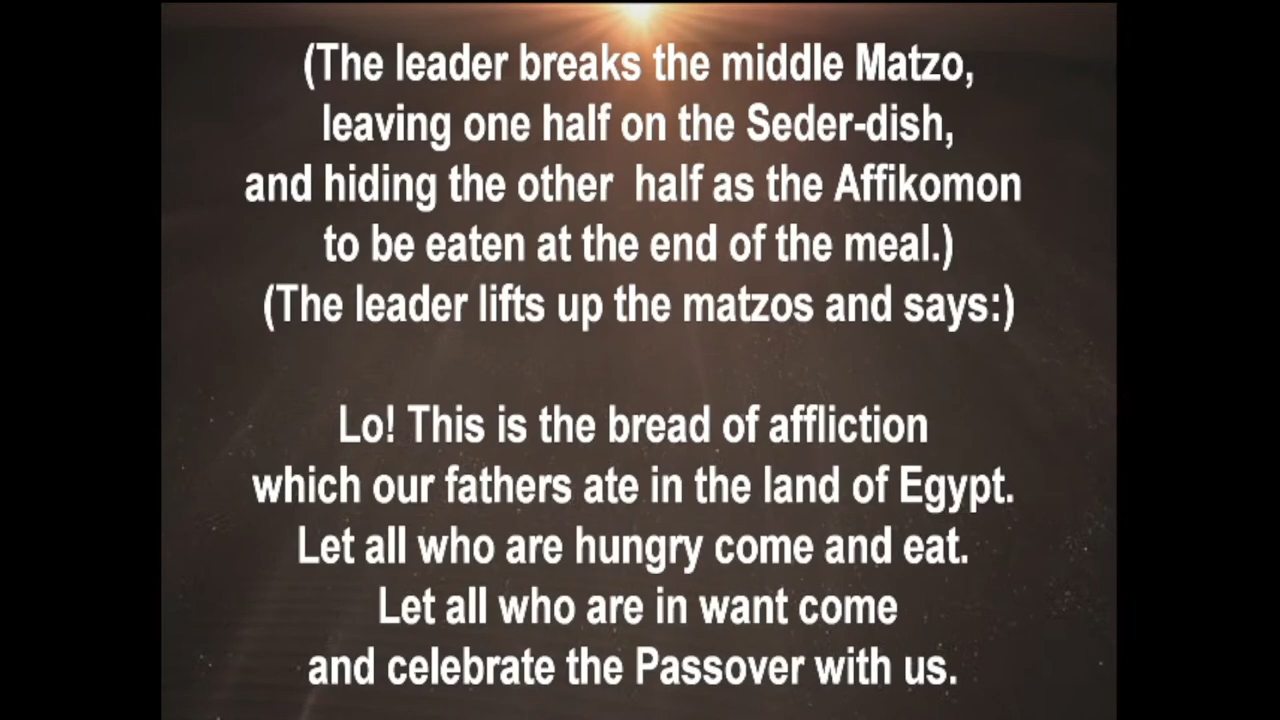 (The leader breaks the middle Matzo,
leaving one half on the Seder-dish,
and hiding the other  half as the Affikomon
to be eaten at the end of the meal.)
(The leader lifts up the matzos and says:)
Lo! This is the bread of affliction
which our fathers ate in the land of Egypt.
Let all who are hungry come and eat.
Let all who are in want come
and celebrate the Passover with us.